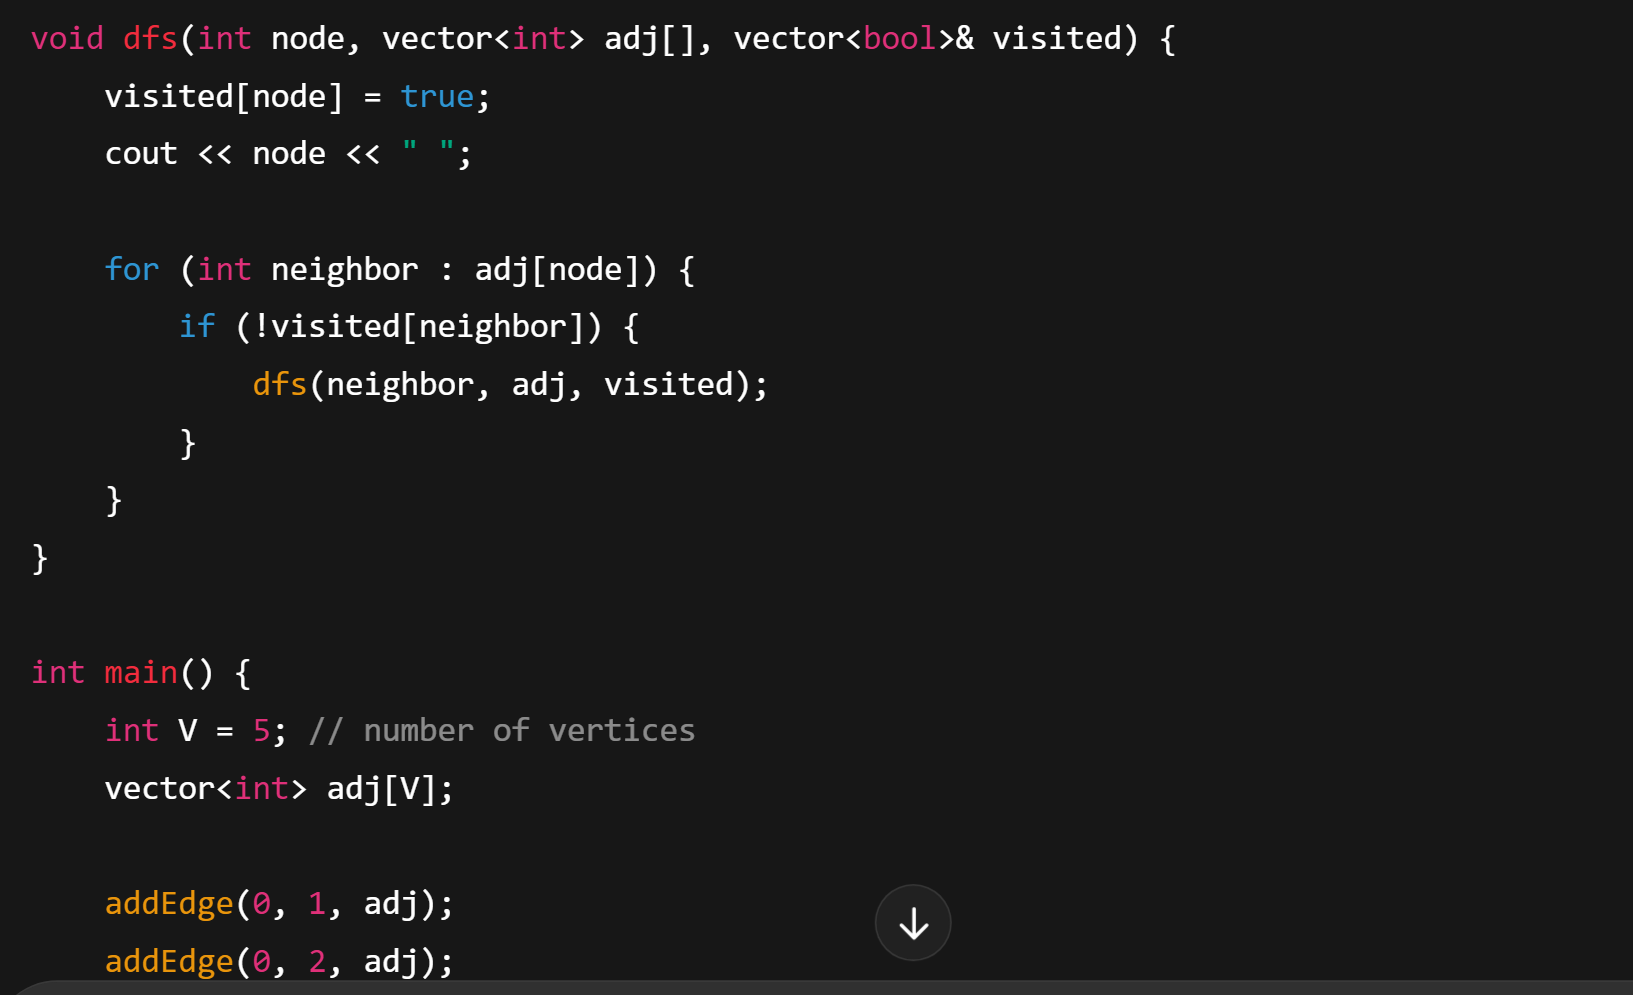 void dfs(int node, vector<int> adj[], vector<bool>& visited) {
    visited[node] = true;
    cout << node << " ";

    for (int neighbor : adj[node]) {
        if (!visited[neighbor]) {
            dfs(neighbor, adj, visited);
        }
    }
}

int main() {
    int V = 5; // number of vertices
    vector<int> adj[V];

    addEdge(0, 1, adj);
    addEdge(0, 2, adj);